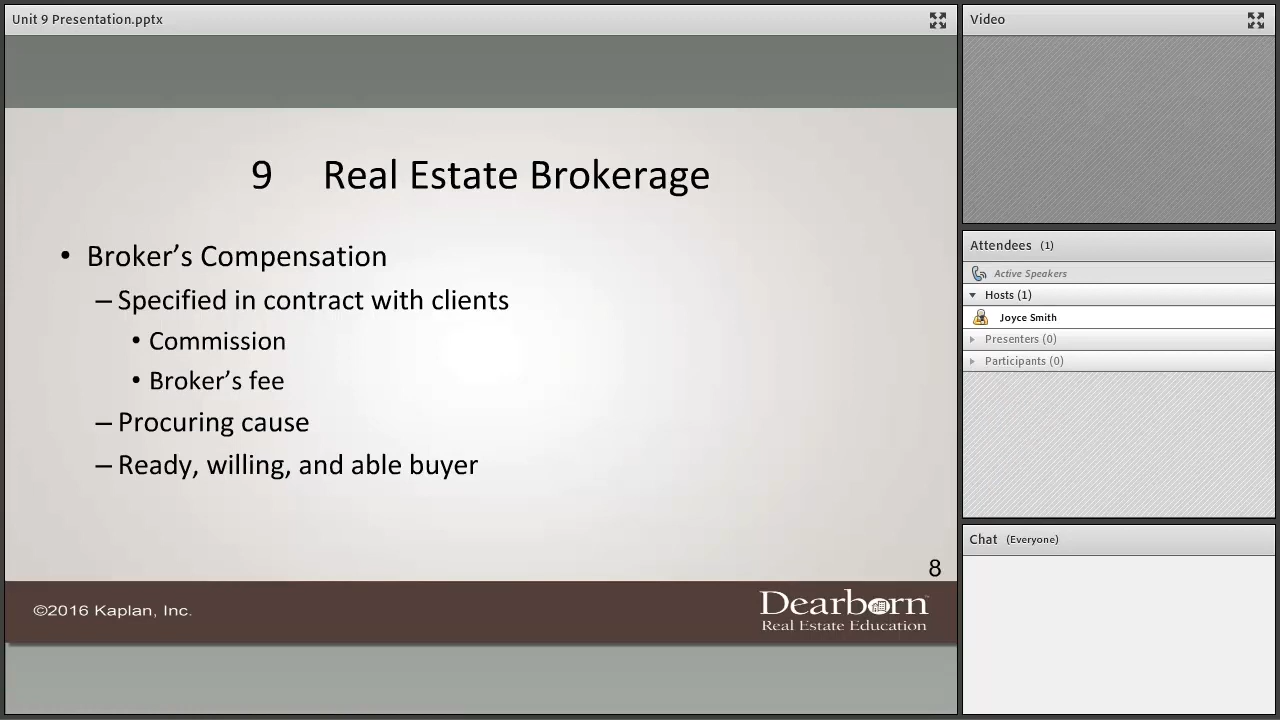 Unit 9 Presentation.pptx
9 Real Estate Brokerage
• Broker’s Compensation
– Specified in contract with clients
• Commission
• Broker’s fee
– Procuring cause
– Ready, willing, and able buyer
8
©2016 Kaplan, Inc.
Dearborn™
Real Estate Education
Video
Attendees (1)
Active Speakers
Hosts (1)
Joyce Smith
Presenters (0)
Participants (0)
Chat (Everyone)